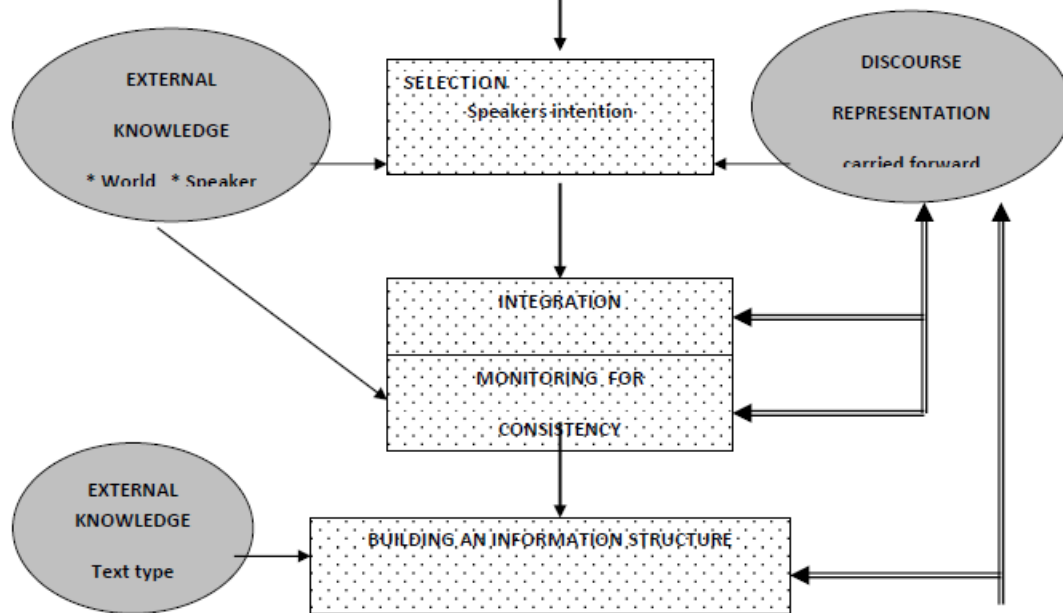 EXTERNAL
KNOWLEDGE
* World * Speaker
SELECTION
Speakers intention
DISCOURSE
REPRESENTATION
carried forward
INTEGRATION
MONITORING FOR
CONSISTENCY
EXTERNAL
KNOWLEDGE
Text type
BUILDING AN INFORMATION STRUCTURE